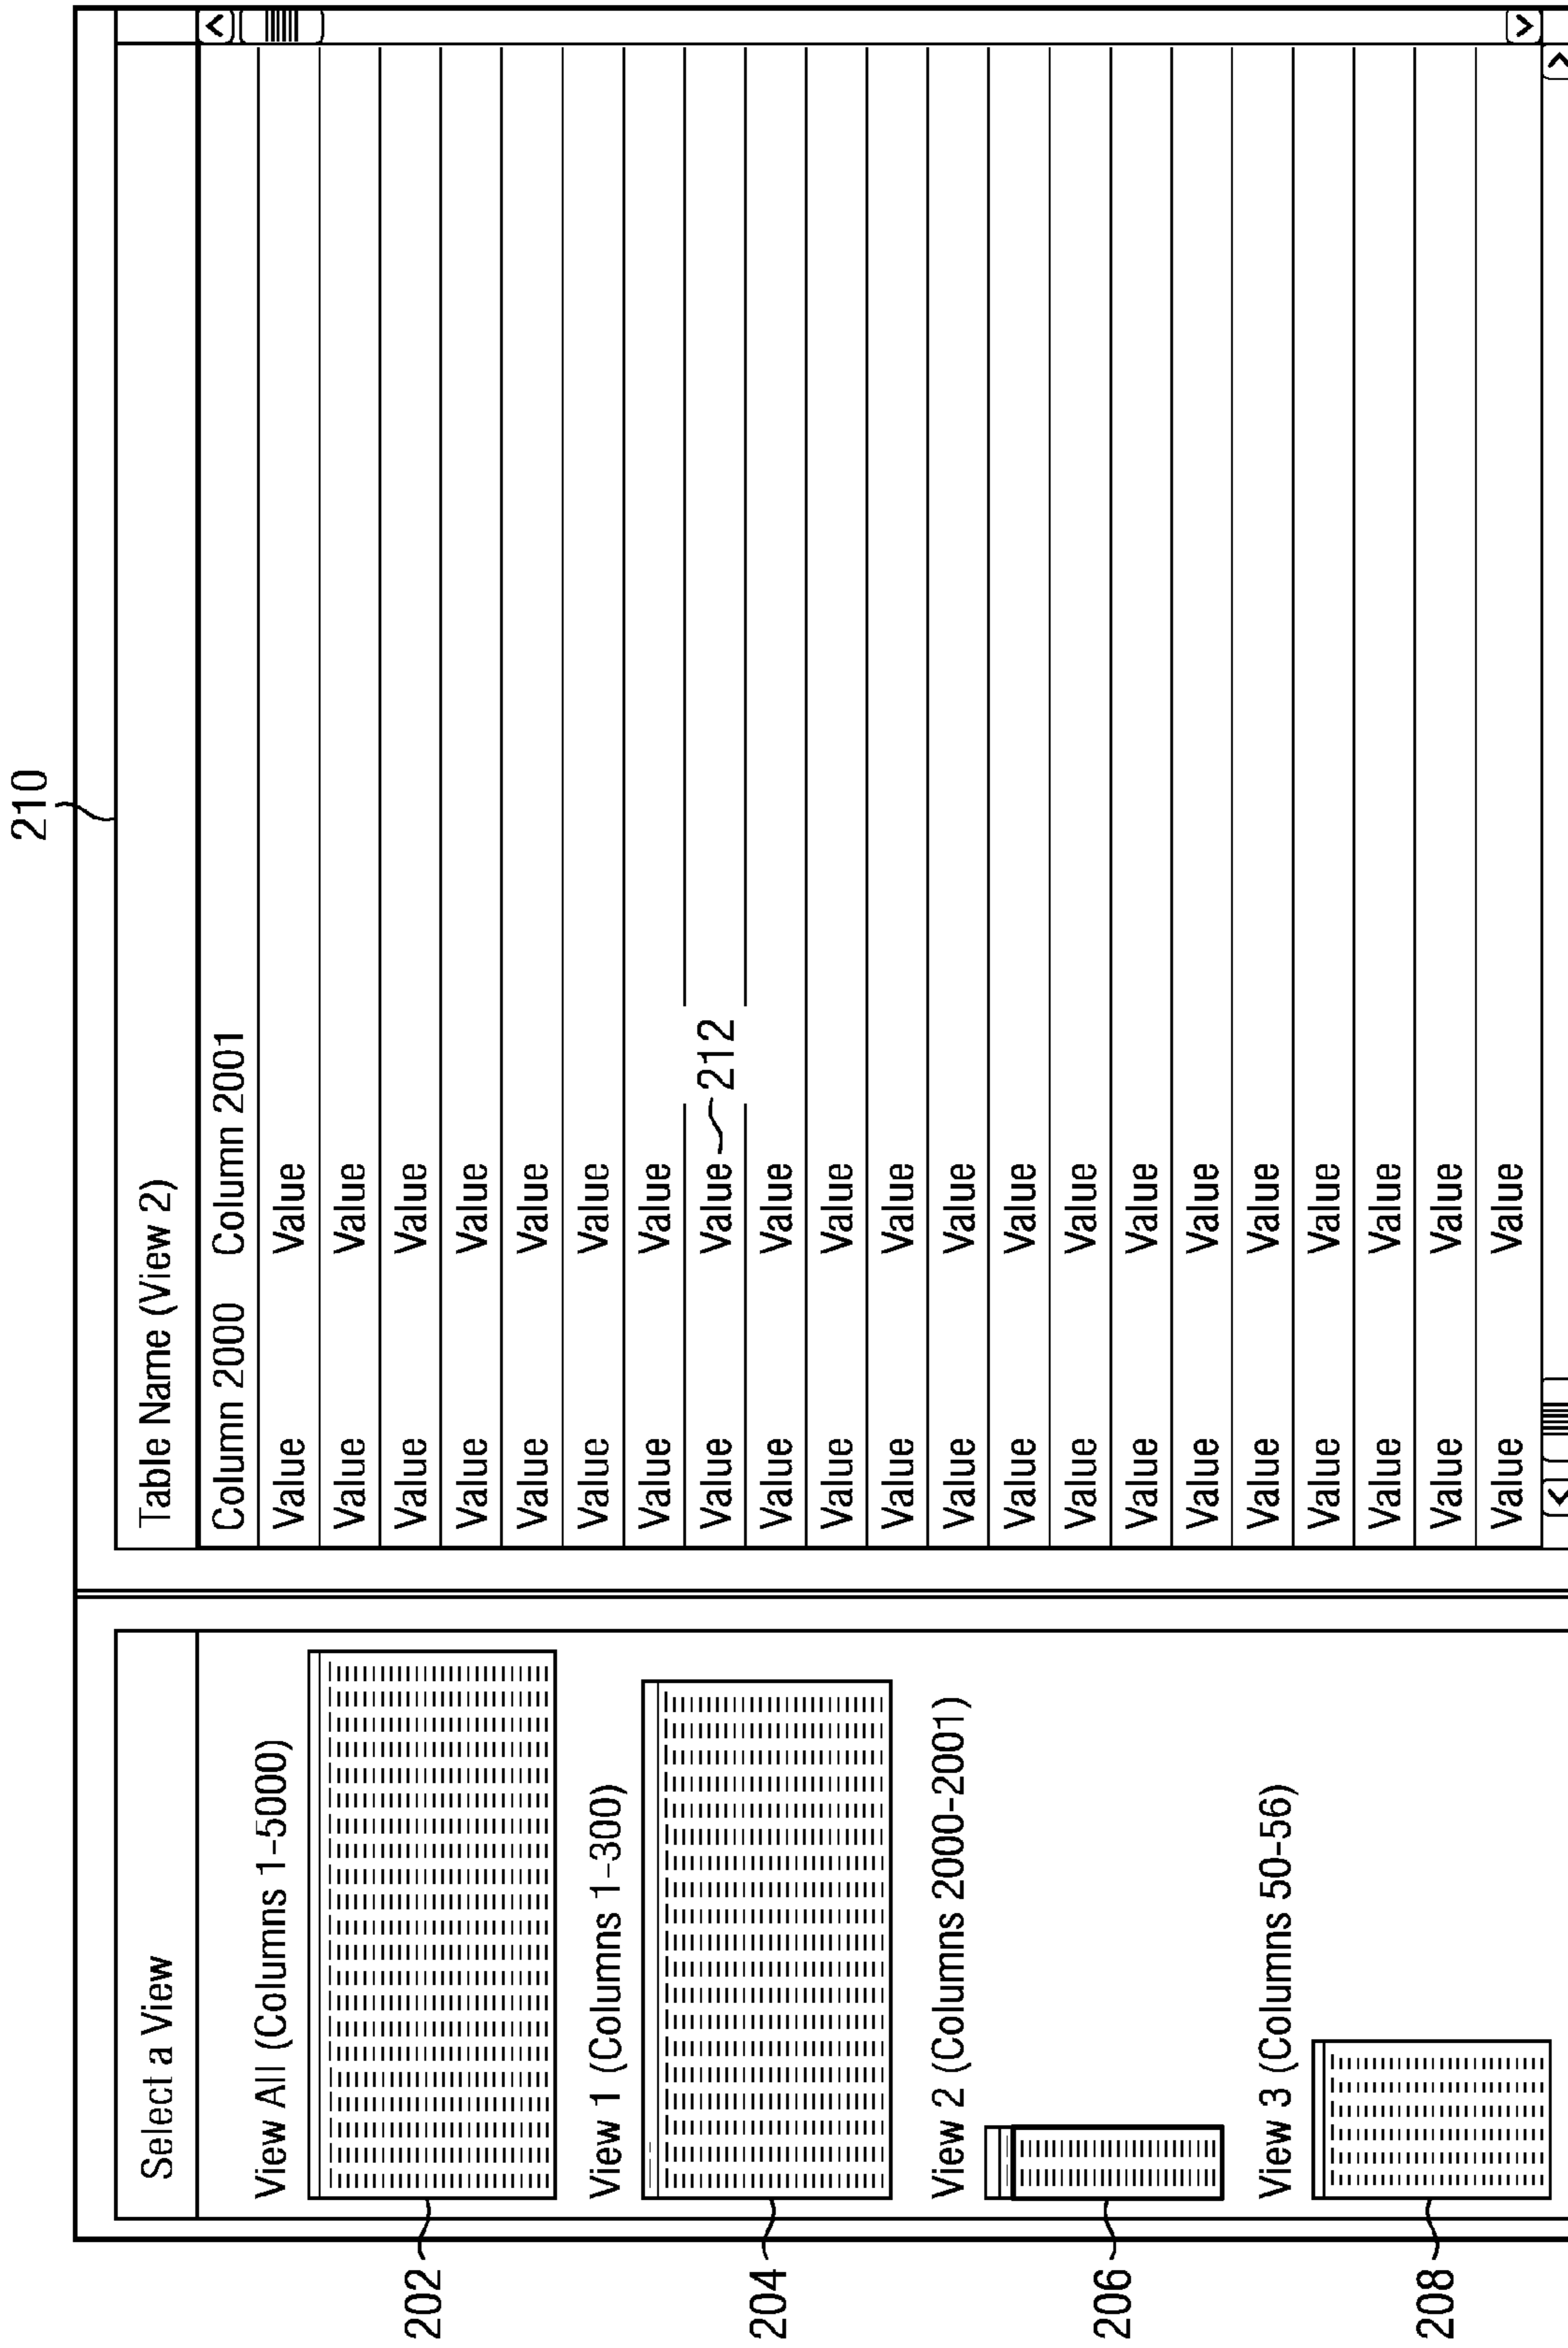 210
Select a View
View All (Columns 1-5000)
202
View 1 (Columns 1-300)
204
View 2 (Columns 2000-2001)
206
View 3 (Columns 50-56)
208
Table Name (View 2)
Column 2000 Column 2001
Value Value
Value Value
Value Value
Value Value
Value Value
Value Value
Value Value
Value Value 212
Value Value
Value Value
Value Value
Value Value
Value Value
Value Value
Value Value
Value Value
Value Value
Value Value
Value Value
Value Value
Value Value